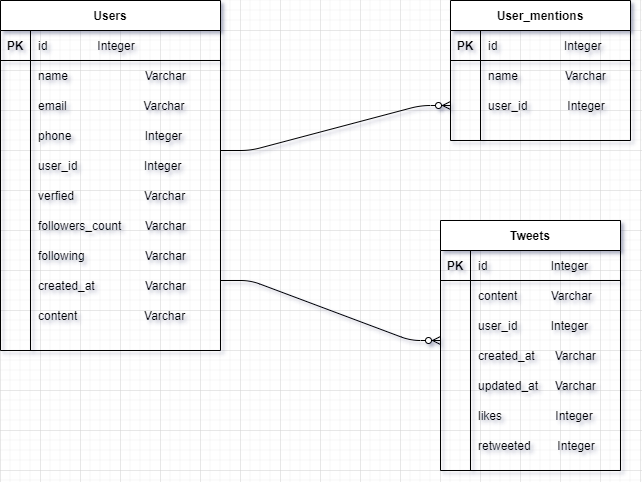 Users
PK id Integer
name Varchar
email Varchar
phone Integer
user_id Integer
verfied Varchar
followers_count Varchar
following Varchar
created_at Varchar
content Varchar
User_mentions
PK id Integer
name Varchar
user_id Integer
Tweets
PK id Integer
content Varchar
user_id Integer
created_at Varchar
updated_at Varchar
likes Integer
retweeted Integer